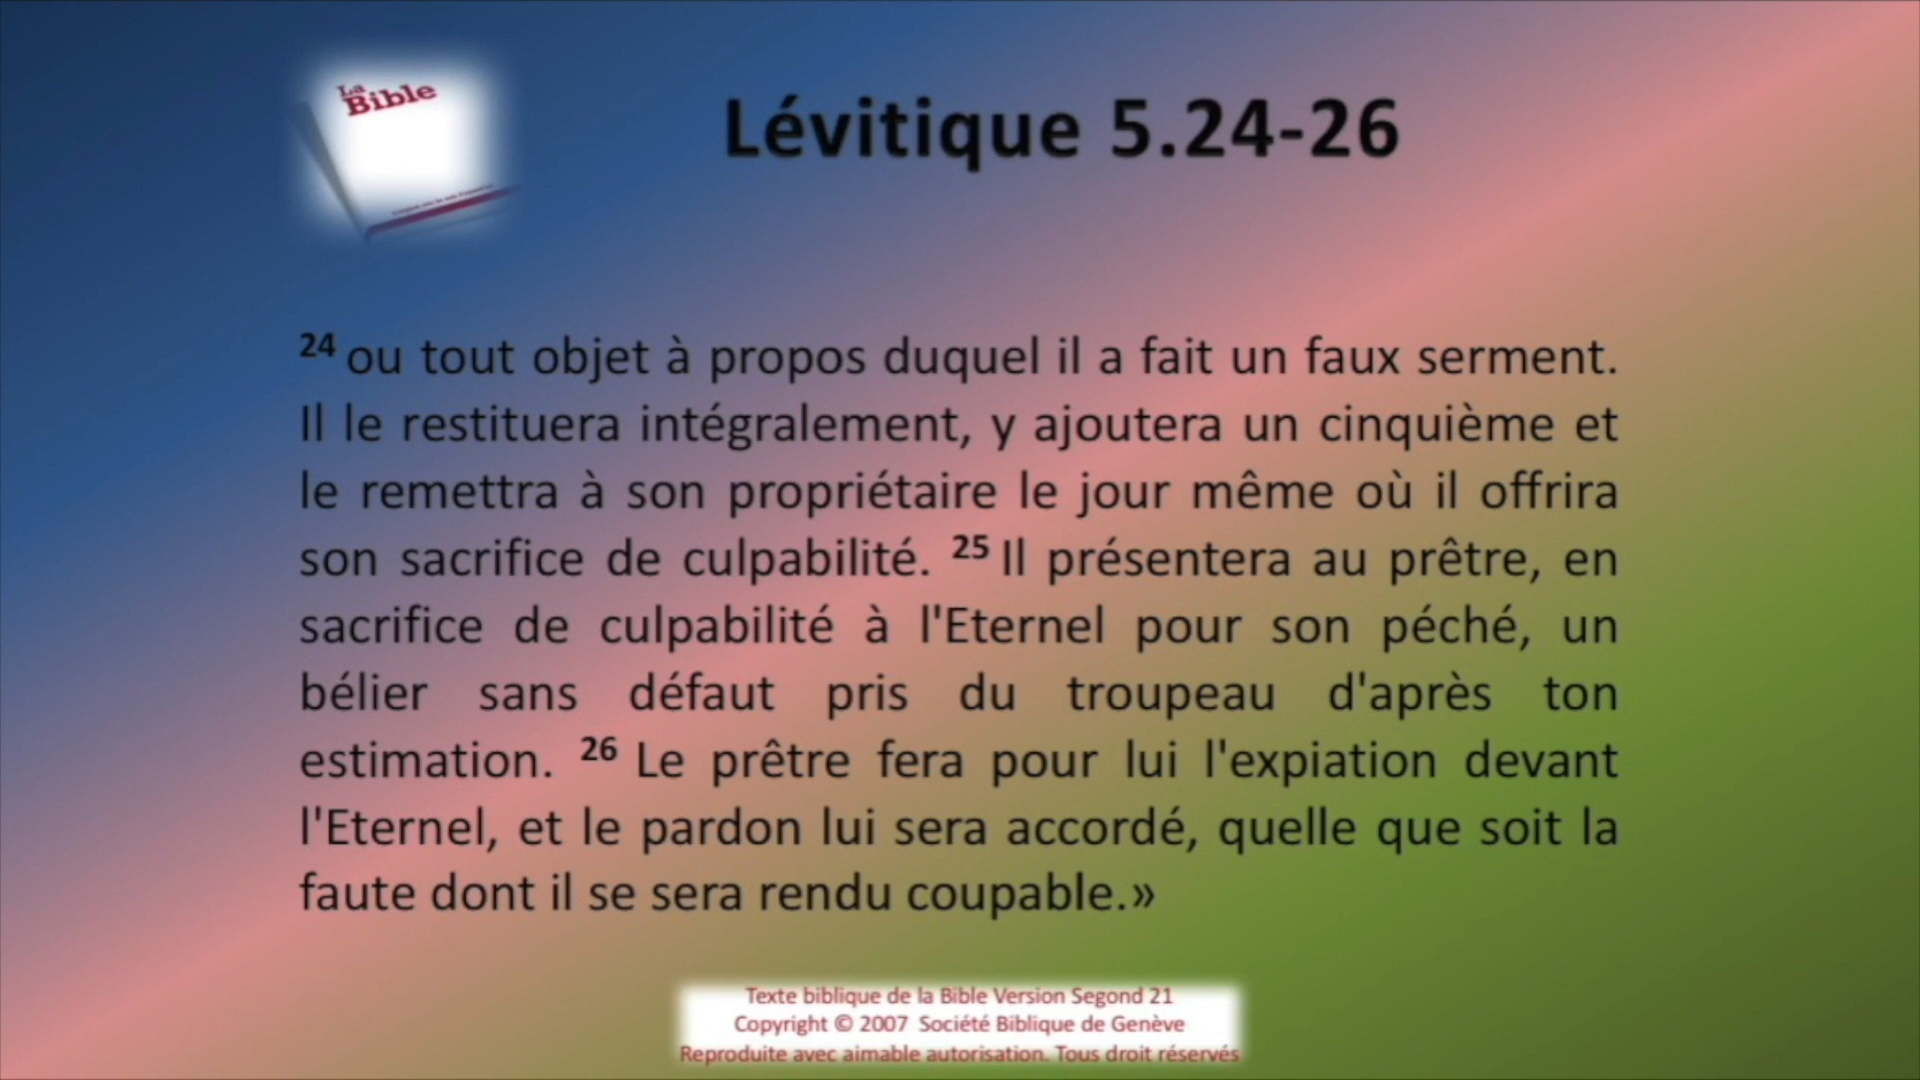 La
Bible
Lévitique 5.24-26
24 ou tout objet à propos duquel il a fait un faux serment.
Il le restituera intégralement, y ajoutera un cinquième et
le remettra à son propriétaire le jour même où il offrira
son sacrifice de culpabilité. 25 Il présentera au prêtre, en
sacrifice de culpabilité à l'Eternel pour son péché, un
bélier sans défaut pris du troupeau d'après ton
estimation. 26 Le prêtre fera pour lui l'expiation devant
l'Eternel, et le pardon lui sera accordé, quelle que soit la
faute dont il se sera rendu coupable.»
Texte biblique de la Bible Version Segond 21
Copyright © 2007 Société Biblique de Genève
Reproduite avec aimable autorisation. Tous droit réservés